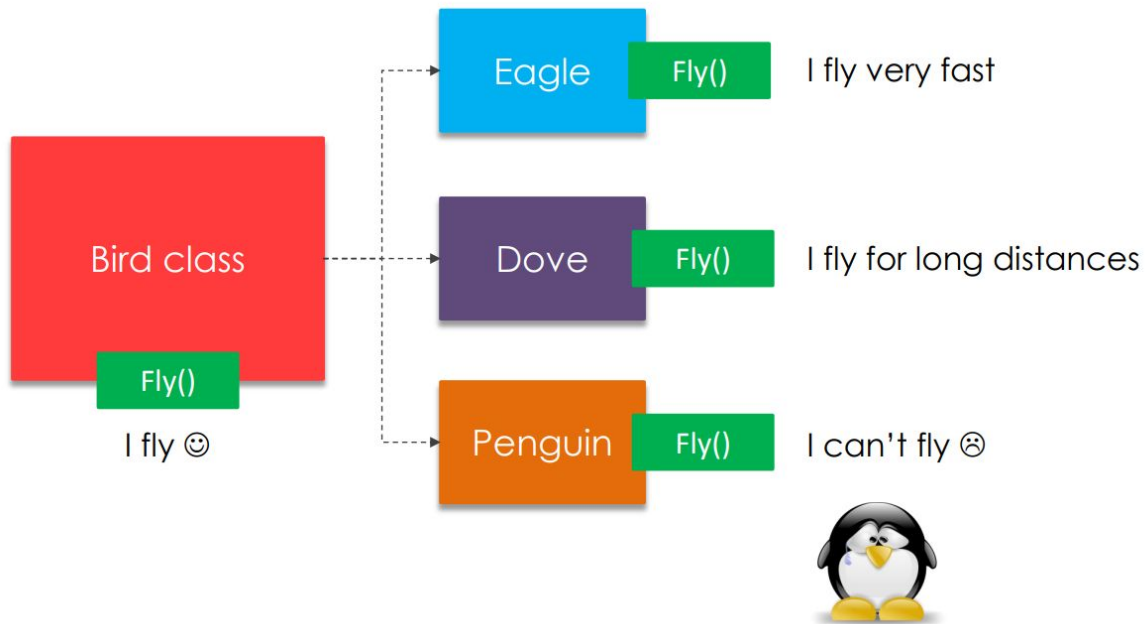 Eagle
Fly()
I fly very fast
Bird class
Fly()
I fly ☺
Dove
Fly()
I fly for long distances
Penguin
Fly()
I can’t fly ☹